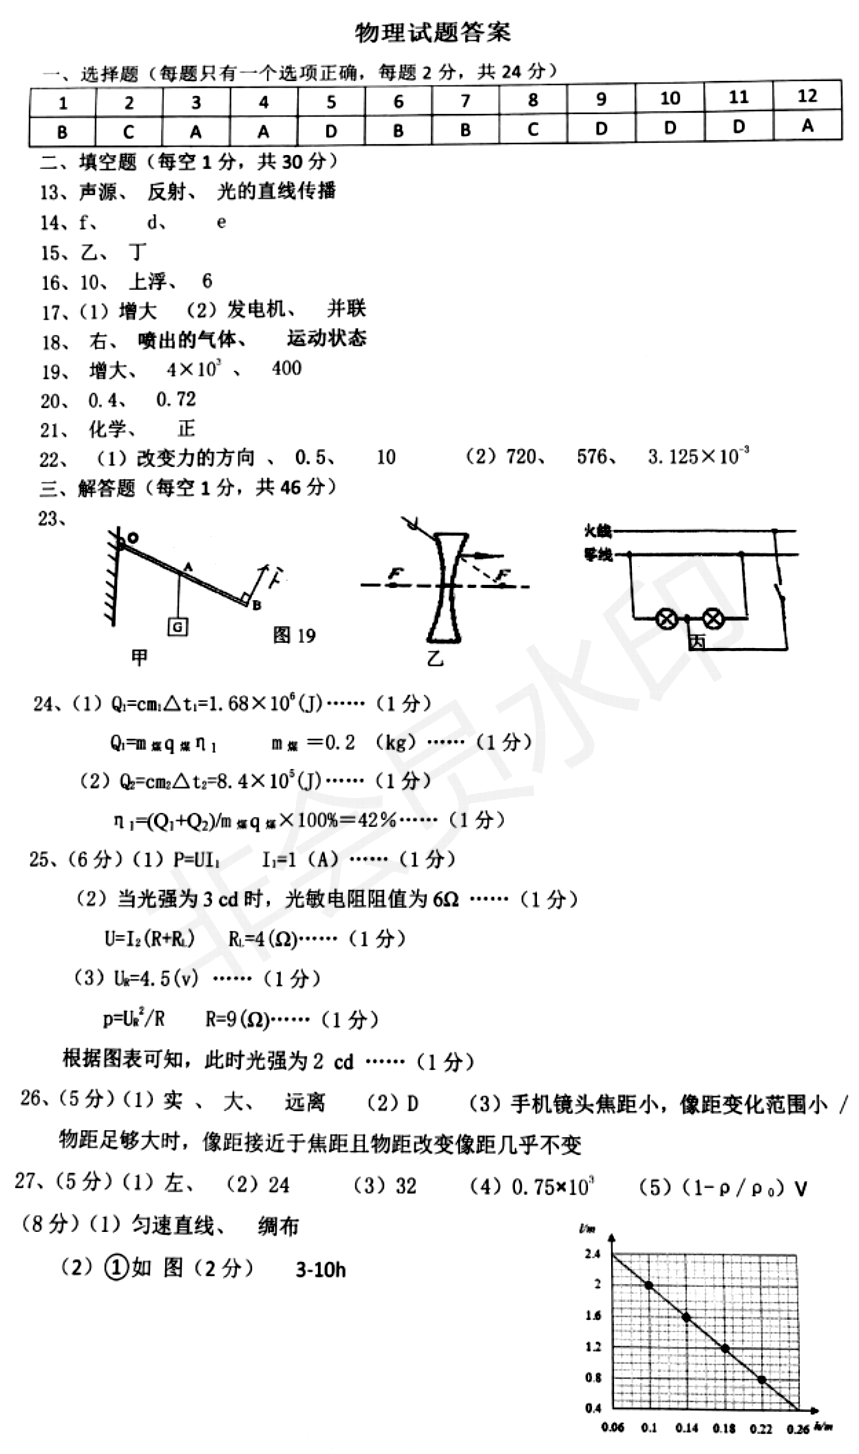 物理试题答案
一、选择题（每题只有一个选项正确，每题2分，共24分）
1 2 3 4 5 6 7 8 9 10 11 12
B C A A D B B C D D D A
二、填空题（每空1分，共30分）
13、声源、 反射、 光的直线传播
14、f、 d、 e
15、乙、 丁
16、10、 上浮、 6
17、（1）增大 （2）发电机、 并联
18、 右、 喷出的气体、 运动状态
19、 增大、 4×10³ 、 400
20、 0.4、 0.72
21、 化学、 正
22、 （1）改变力的方向 、 0.5、 10 （2）720、 576、 3.125×10⁻³
三、解答题（每空1分，共46分）
23、
O A B G F
甲
图19
F F
乙
火线
零线
丙
24、（1）Q₁=cm₁△t₁=1.68×10⁶(J)……（1分）
Q₁=m煤q煤η₁ m煤＝0.2 （kg）……（1分）
（2）Q₂=cm₂△t₂=8.4×10⁵(J)……（1分）
η₁=(Q₁+Q₂)/m煤q煤×100%＝42%……（1分）
25、（6分）（1）P=UI₁ I₁=1（A）……（1分）
（2）当光强为3 cd时，光敏电阻阻值为6Ω ……（1分）
U=I₂(R+R_L) R_L=4(Ω)……（1分）
（3）U_R=4.5(v) ……（1分）
p=U_R²/R R=9(Ω)……（1分）
根据图表可知，此时光强为2 cd ……（1分）
26、（5分）（1）实 、 大、 远离 （2）D （3）手机镜头焦距小，像距变化范围小 /
物距足够大时，像距接近于焦距且物距改变像距几乎不变
27、（5分）（1）左、 （2）24 （3）32 （4）0.75×10³ （5）（1-ρ/ρ₀）V
（8分）（1）匀速直线、 绸布
（2）①如 图（2分） 3-10h
l/m
2.4
2
1.6
1.2
0.8
0.4
0.06 0.1 0.14 0.18 0.22 0.26 h/m
非会员水印